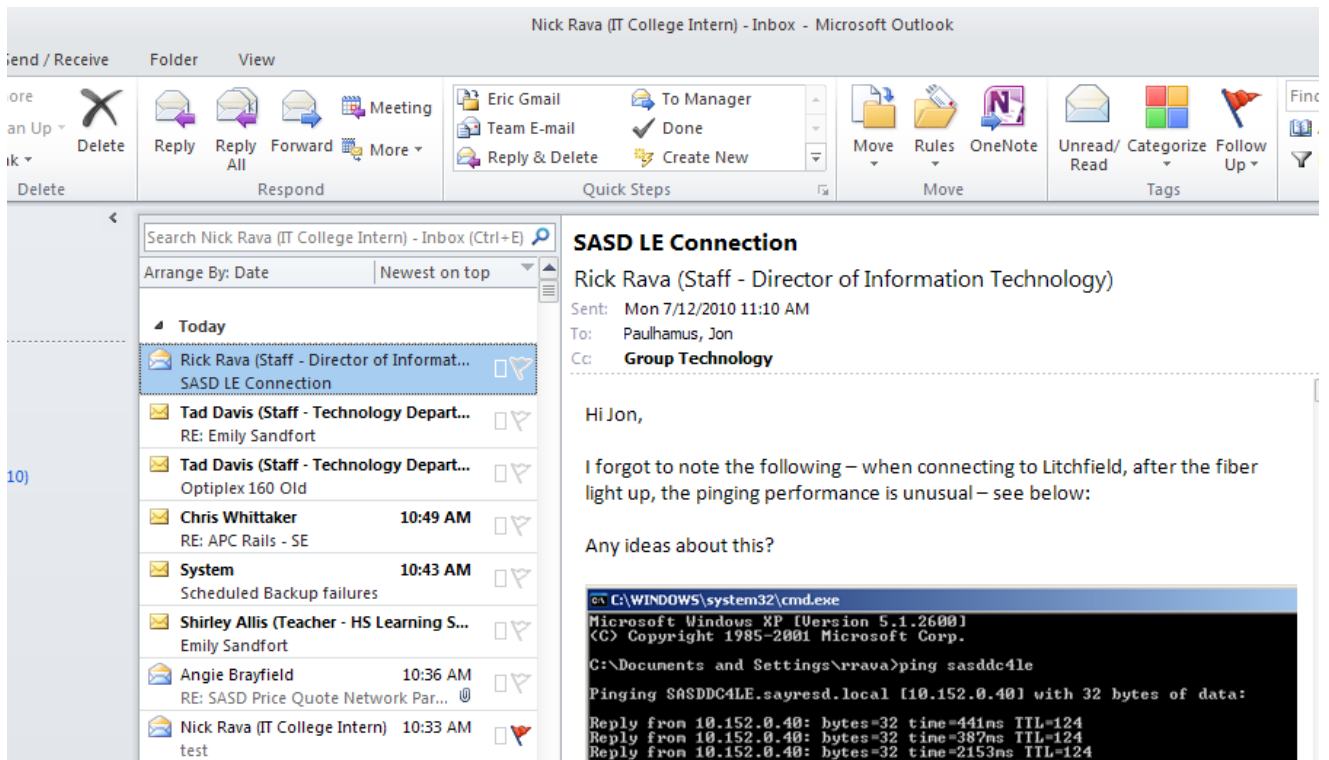 Nick Rava (IT College Intern) - Inbox - Microsoft Outlook
Send / Receive Folder View
Delete
Reply
Reply All
Forward
Meeting
More
Respond
Eric Gmail
To Manager
Team E-mail
Done
Reply & Delete
Create New
Quick Steps
Move
Rules
OneNote
Move
Unread/ Read
Categorize
Follow Up
Tags
Delete
Search Nick Rava (IT College Intern) - Inbox (Ctrl+E)
Arrange By: Date Newest on top
Today
Rick Rava (Staff - Director of Informat...
SASD LE Connection
Tad Davis (Staff - Technology Depart...
RE: Emily Sandfort
Tad Davis (Staff - Technology Depart...
Optiplex 160 Old
Chris Whittaker 10:49 AM
RE: APC Rails - SE
System 10:43 AM
Scheduled Backup failures
Shirley Allis (Teacher - HS Learning S...
Emily Sandfort
Angie Brayfield 10:36 AM
RE: SASD Price Quote Network Par...
Nick Rava (IT College Intern) 10:33 AM
test
10)
SASD LE Connection
Rick Rava (Staff - Director of Information Technology)
Sent: Mon 7/12/2010 11:10 AM
To: Paulhamus, Jon
Cc: Group Technology
Hi Jon,
I forgot to note the following – when connecting to Litchfield, after the fiber
light up, the pinging performance is unusual – see below:
Any ideas about this?
C:\WINDOWS\system32\cmd.exe
Microsoft Windows XP [Version 5.1.2600]
(C) Copyright 1985-2001 Microsoft Corp.
C:\Documents and Settings\rrava>ping sasddc4le
Pinging SASDDC4LE.sayresd.local [10.152.0.40] with 32 bytes of data:
Reply from 10.152.0.40: bytes=32 time=441ms TTL=124
Reply from 10.152.0.40: bytes=32 time=387ms TTL=124
Reply from 10.152.0.40: bytes=32 time=2153ms TTL=124